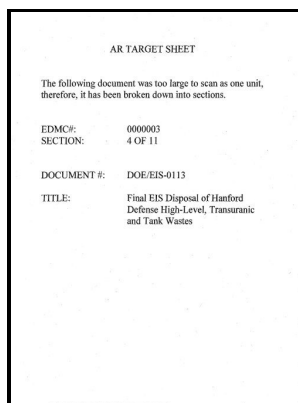 AR TARGET SHEET
The following document was too large to scan as one unit,
therefore, it has been broken down into sections.
EDMC#: 0000003
SECTION: 4 OF 11
DOCUMENT #: DOE/EIS-0113
TITLE: Final EIS Disposal of Hanford
Defense High-Level, Transuranic
and Tank Wastes